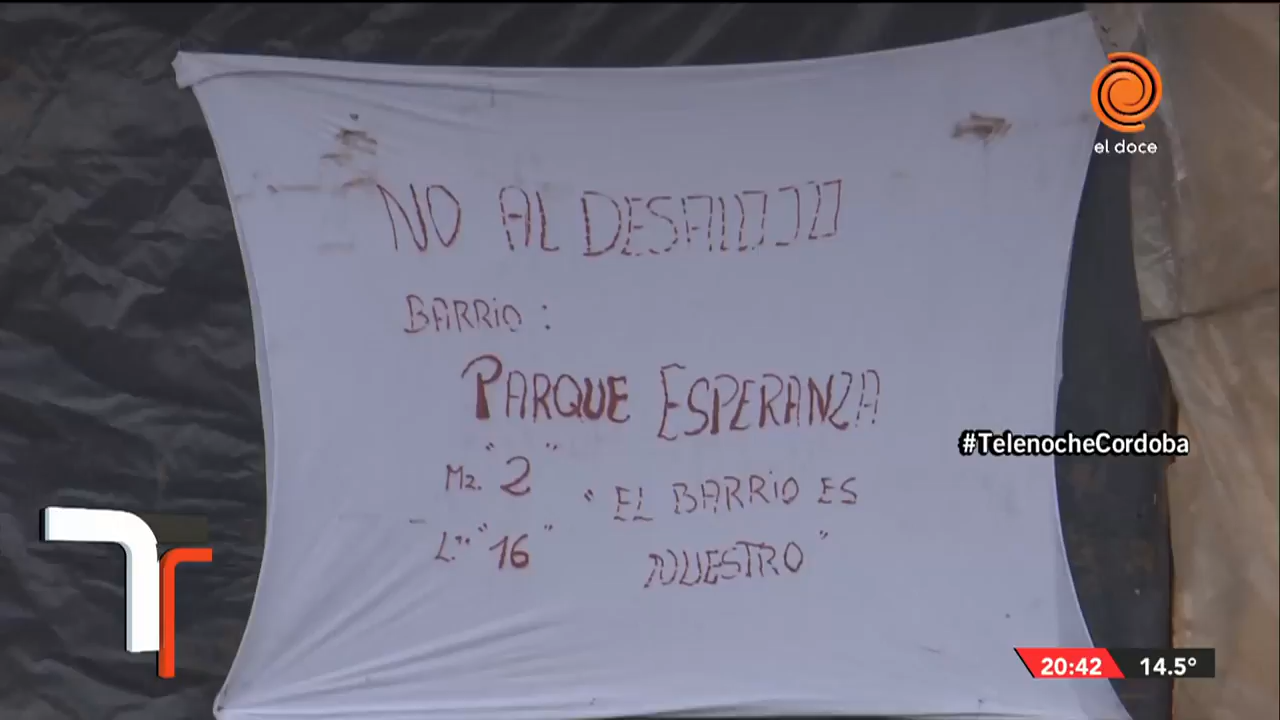 el doce
NO AL DESALOJO
BARRIO:
PARQUE ESPERANZA
#TelenocheCordoba
Mz. "2"
L.. "16"
"EL BARRIO ES
NUESTRO"
20:42 14.5°